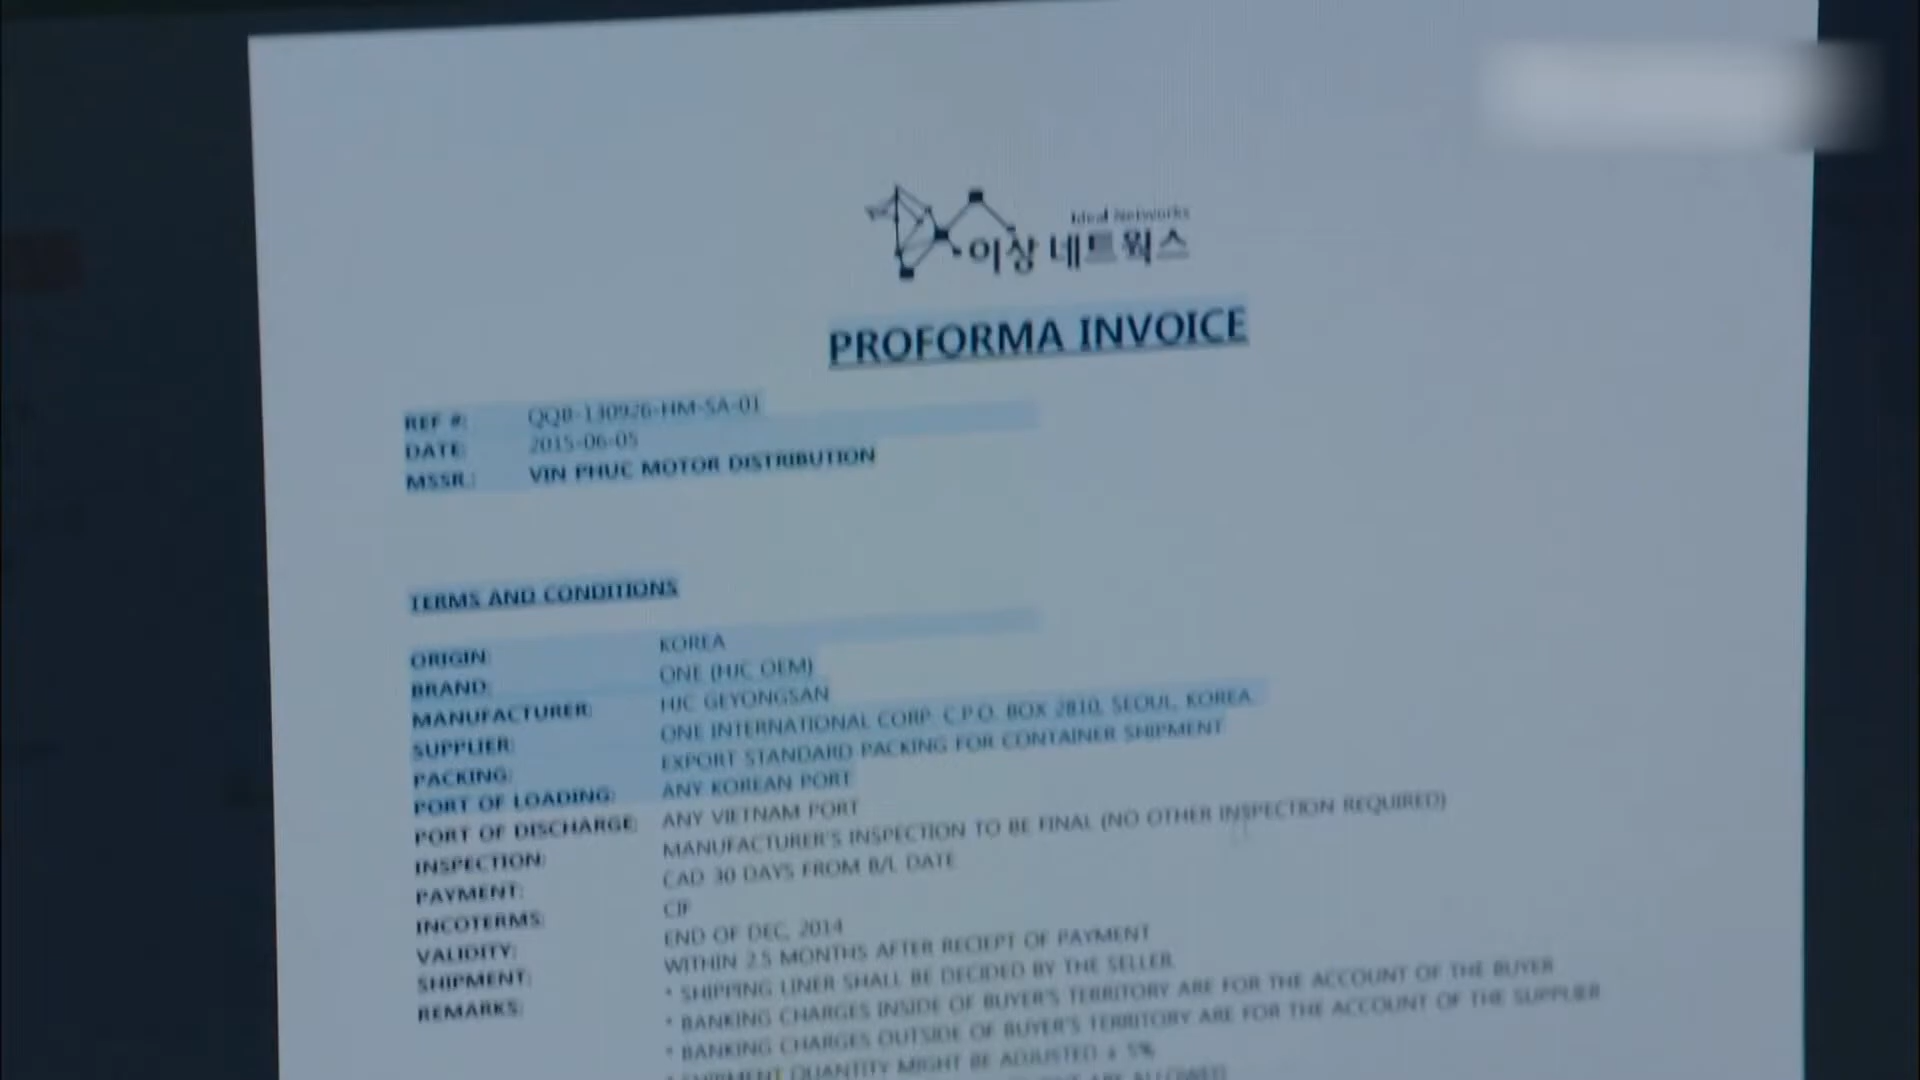 Ideal Networks
이상 네트웍스
PROFORMA INVOICE
REF #: QQB-130926-HM-SA-01
DATE: 2015-06-05
MSSR.: VIN PHUC MOTOR DISTRIBUTION
TERMS AND CONDITIONS
ORIGIN: KOREA
BRAND: ONE (HJC OEM)
MANUFACTURER: HJC GEYONGSAN
SUPPLIER: ONE INTERNATIONAL CORP. C.P.O. BOX 2810, SEOUL, KOREA.
PACKING: EXPORT STANDARD PACKING FOR CONTAINER SHIPMENT
PORT OF LOADING: ANY KOREAN PORT
PORT OF DISCHARGE: ANY VIETNAM PORT
INSPECTION: MANUFACTURER'S INSPECTION TO BE FINAL (NO OTHER INSPECTION REQUIRED)
PAYMENT: CAD 30 DAYS FROM B/L DATE
INCOTERMS: CIF
VALIDITY: END OF DEC, 2014
SHIPMENT: WITHIN 2.5 MONTHS AFTER RECIEPT OF PAYMENT
REMARKS: * SHIPPING LINER SHALL BE DECIDED BY THE SELLER
* BANKING CHARGES INSIDE OF BUYER'S TERRITORY ARE FOR THE ACCOUNT OF THE BUYER
* BANKING CHARGES OUTSIDE OF BUYER'S TERRITORY ARE FOR THE ACCOUNT OF THE SUPPLIER
* SHIPMENT QUANTITY MIGHT BE ADJUSTED ± 5%
ARE ALLOWED